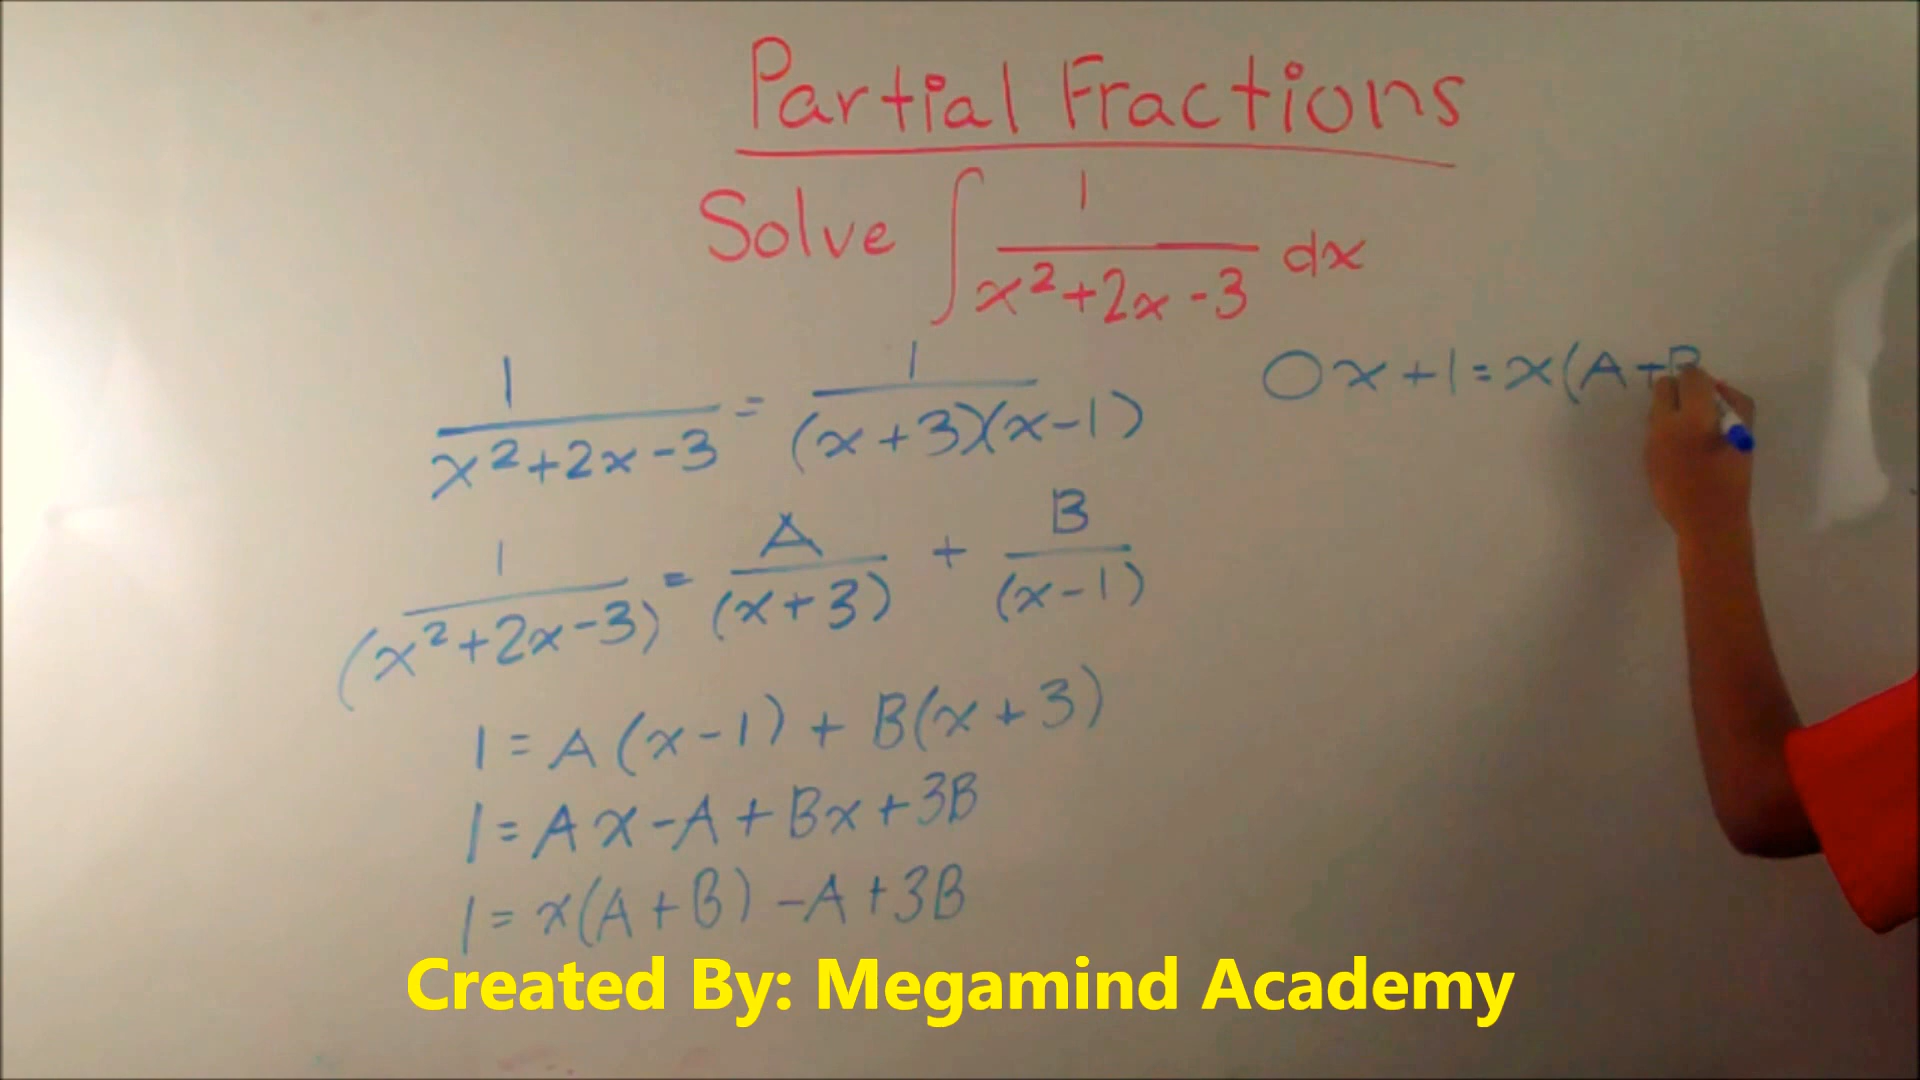 Partial Fractions
Solve ∫ 1/(x²+2x-3) dx
1/(x²+2x-3) = 1/((x+3)(x-1))
1/(x²+2x-3) = A/(x+3) + B/(x-1)
1 = A(x-1) + B(x+3)
1 = Ax-A+Bx+3B
1 = x(A+B) -A+3B
0x+1=x(A+B
Created By: Megamind Academy